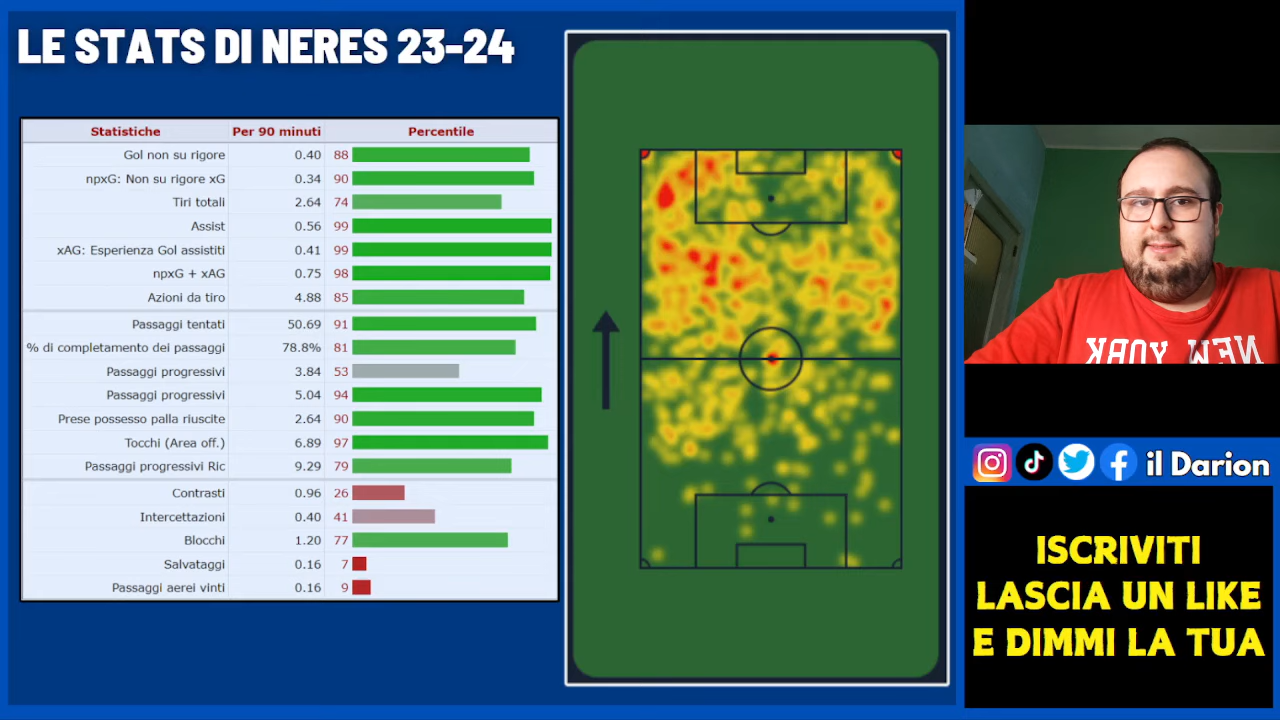 LE STATS DI NERES 23-24
Statistiche Per 90 minuti Percentile
Gol non su rigore 0.40 88
npxG: Non su rigore xG 0.34 90
Tiri totali 2.64 74
Assist 0.56 99
xAG: Esperienza Gol assistiti 0.41 99
npxG + xAG 0.75 98
Azioni da tiro 4.88 85
Passaggi tentati 50.69 91
% di completamento dei passaggi 78.8% 81
Passaggi progressivi 3.84 53
Passaggi progressivi 5.04 94
Prese possesso palla riuscite 2.64 90
Tocchi (Area off.) 6.89 97
Passaggi progressivi Ric 9.29 79
Contrasti 0.96 26
Intercettazioni 0.40 41
Blocchi 1.20 77
Salvataggi 0.16 7
Passaggi aerei vinti 0.16 9
NEW YORK
il Darion
ISCRIVITI
LASCIA UN LIKE
E DIMMI LA TUA